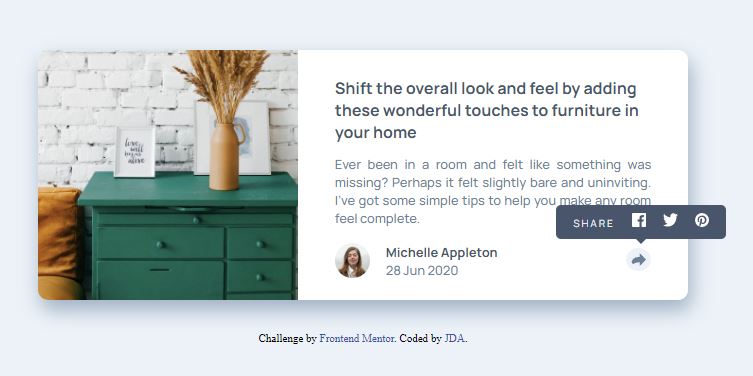 Shift the overall look and feel by adding
these wonderful touches to furniture in
your home
Ever been in a room and felt like something was
missing? Perhaps it felt slightly bare and uninviting.
I've got some simple tips to help you make any room
feel complete.
SHARE
Michelle Appleton
28 Jun 2020
Challenge by Frontend Mentor. Coded by JDA.